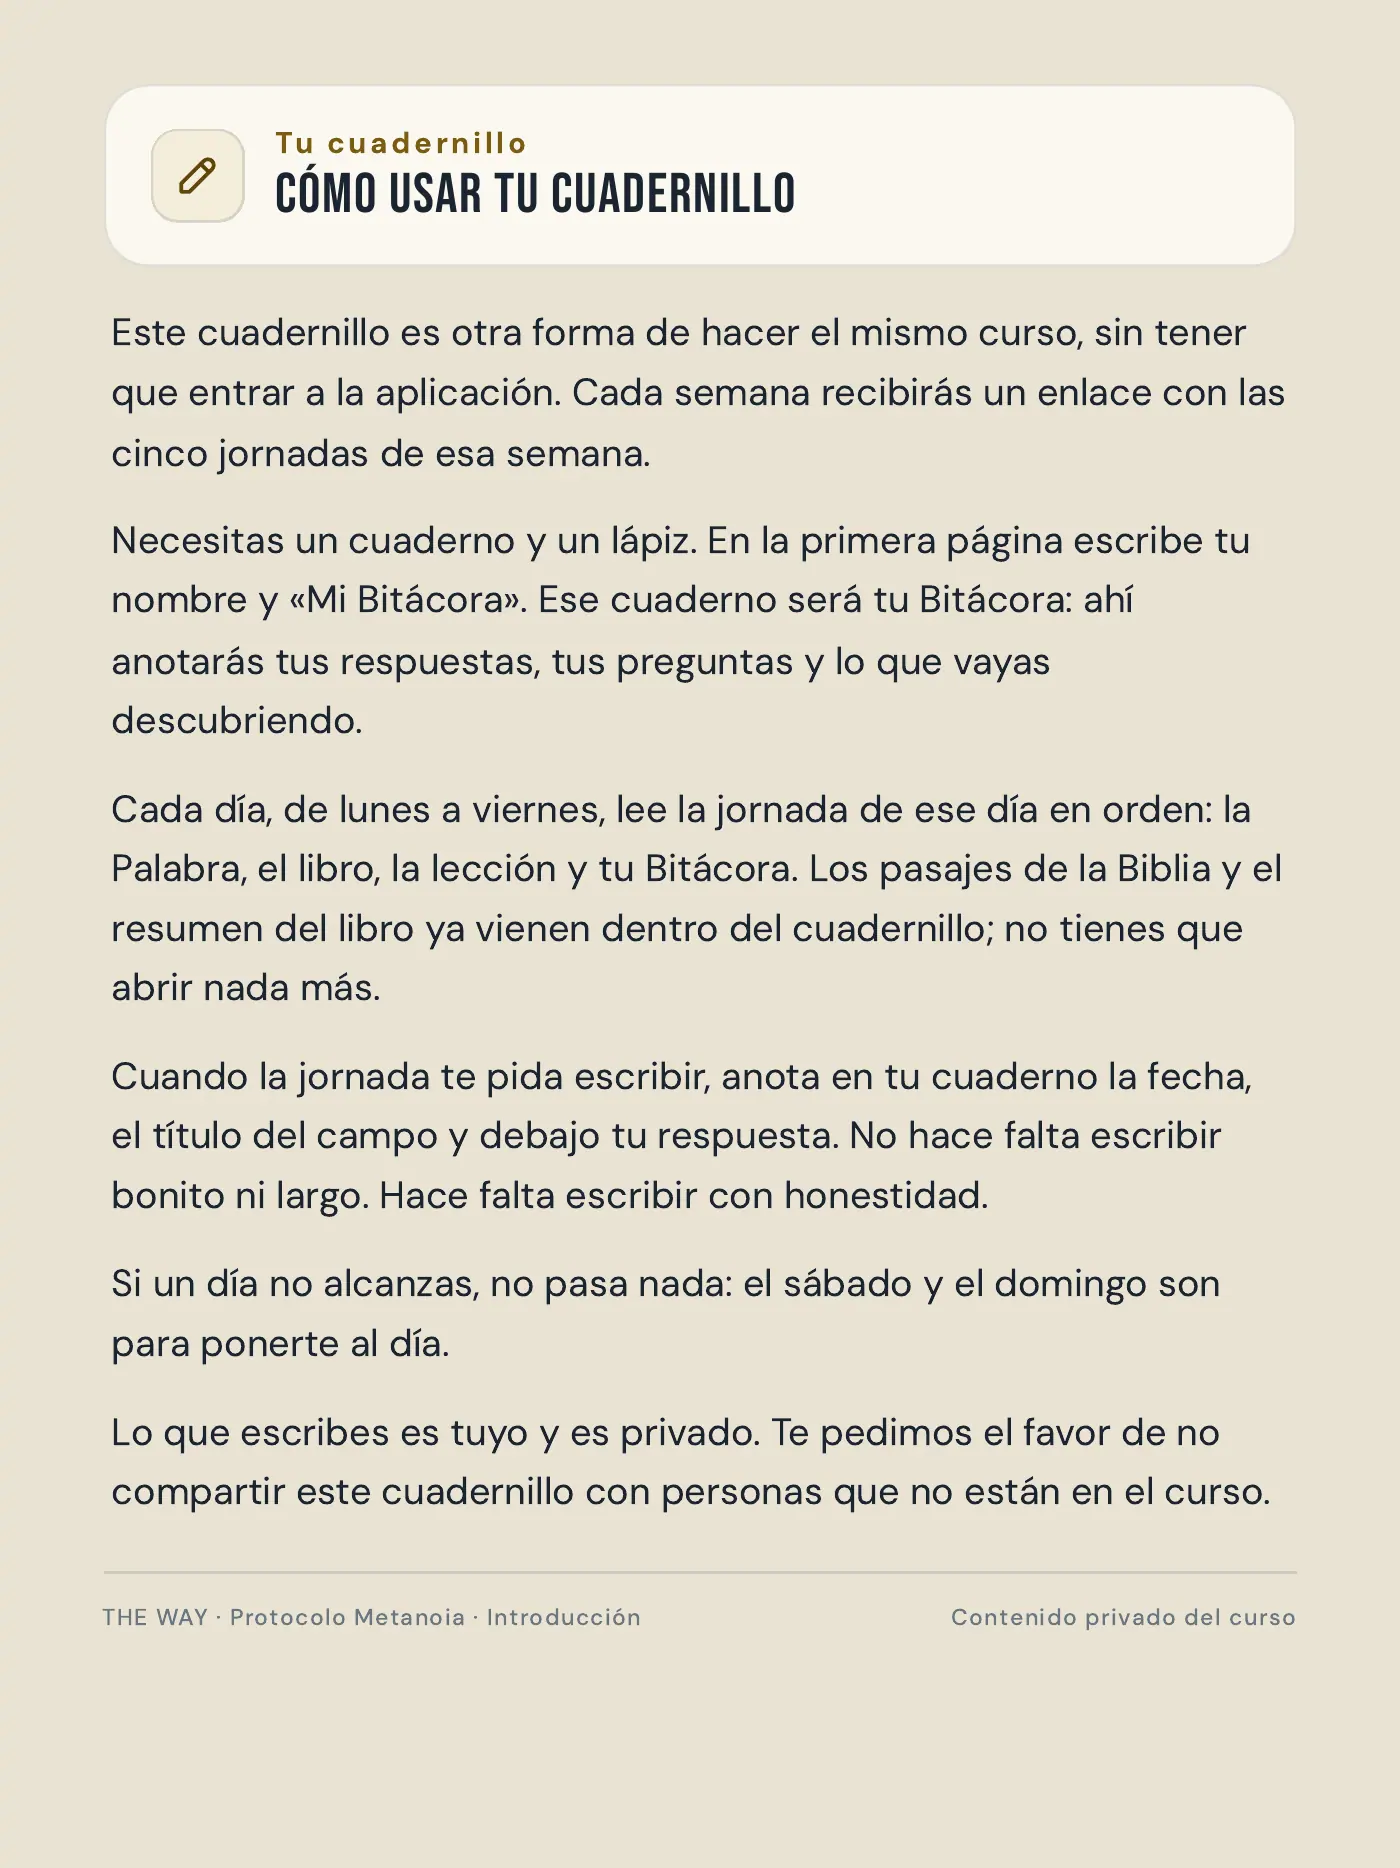 Tu cuadernillo
CÓMO USAR TU CUADERNILLO
Este cuadernillo es otra forma de hacer el mismo curso, sin tener
que entrar a la aplicación. Cada semana recibirás un enlace con las
cinco jornadas de esa semana.
Necesitas un cuaderno y un lápiz. En la primera página escribe tu
nombre y «Mi Bitácora». Ese cuaderno será tu Bitácora: ahí
anotarás tus respuestas, tus preguntas y lo que vayas
descubriendo.
Cada día, de lunes a viernes, lee la jornada de ese día en orden: la
Palabra, el libro, la lección y tu Bitácora. Los pasajes de la Biblia y el
resumen del libro ya vienen dentro del cuadernillo; no tienes que
abrir nada más.
Cuando la jornada te pida escribir, anota en tu cuaderno la fecha,
el título del campo y debajo tu respuesta. No hace falta escribir
bonito ni largo. Hace falta escribir con honestidad.
Si un día no alcanzas, no pasa nada: el sábado y el domingo son
para ponerte al día.
Lo que escribes es tuyo y es privado. Te pedimos el favor de no
compartir este cuadernillo con personas que no están en el curso.
THE WAY · Protocolo Metanoia · Introducción
Contenido privado del curso